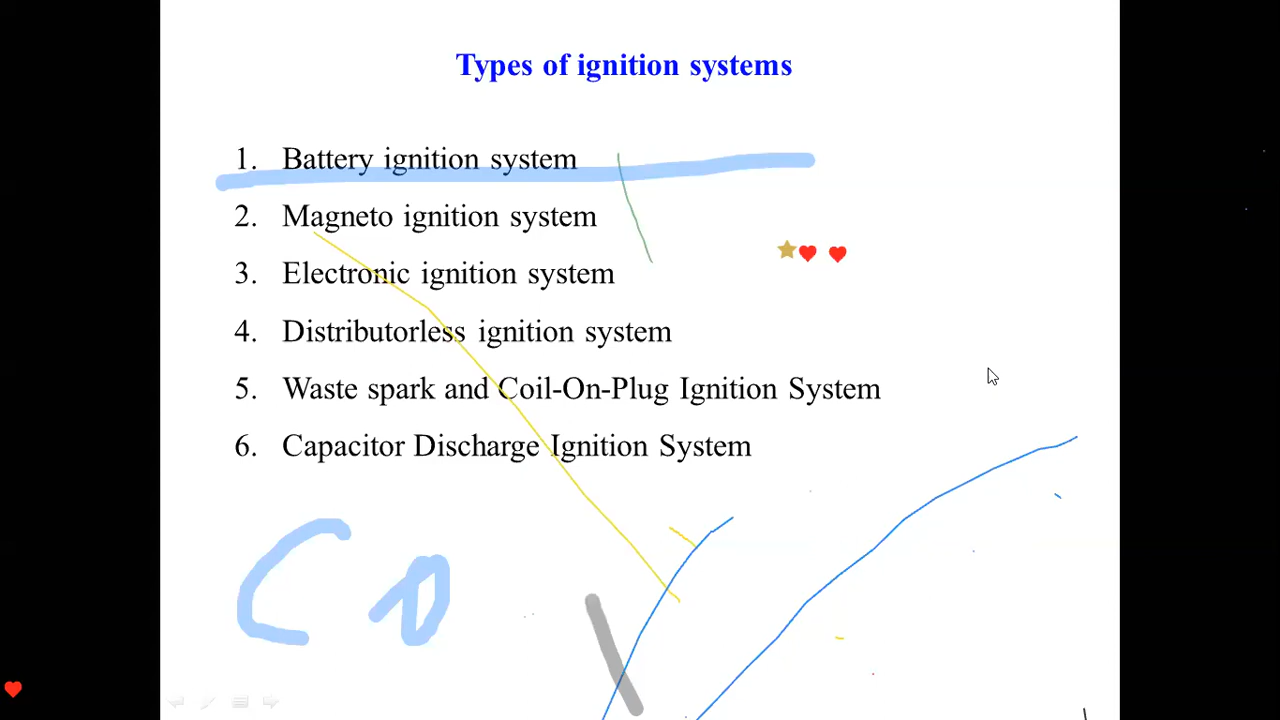 Types of ignition systems
1. Battery ignition system
2. Magneto ignition system
3. Electronic ignition system
4. Distributorless ignition system
5. Waste spark and Coil-On-Plug Ignition System
6. Capacitor Discharge Ignition System